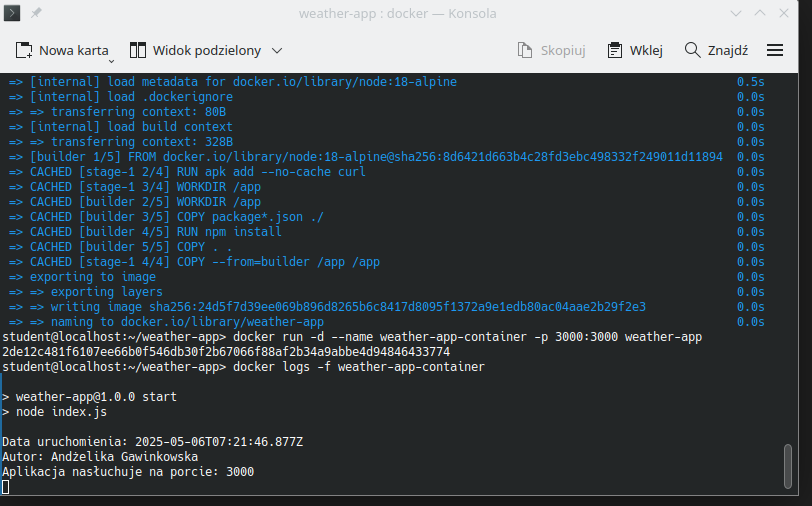 weather-app : docker — Konsola
Nowa karta Widok podzielony Skopiuj Wklej Znajdź
=> [internal] load metadata for docker.io/library/node:18-alpine 0.5s
=> [internal] load .dockerignore 0.0s
=> => transferring context: 80B 0.0s
=> [internal] load build context 0.0s
=> => transferring context: 328B 0.0s
=> [builder 1/5] FROM docker.io/library/node:18-alpine@sha256:8d6421d663b4c28fd3ebc498332f249011d11894 0.0s
=> CACHED [stage-1 2/4] RUN apk add --no-cache curl 0.0s
=> CACHED [stage-1 3/4] WORKDIR /app 0.0s
=> CACHED [builder 2/5] WORKDIR /app 0.0s
=> CACHED [builder 3/5] COPY package*.json ./ 0.0s
=> CACHED [builder 4/5] RUN npm install 0.0s
=> CACHED [builder 5/5] COPY . . 0.0s
=> CACHED [stage-1 4/4] COPY --from=builder /app /app 0.0s
=> exporting to image 0.0s
=> => exporting layers 0.0s
=> => writing image sha256:24d5f7d39ee069b896d8265b6c8417d8095f1372a9e1edb80ac04aae2b29f2e3 0.0s
=> => naming to docker.io/library/weather-app 0.0s
student@localhost:~/weather-app> docker run -d --name weather-app-container -p 3000:3000 weather-app
2de12c481f6107ee66b0f546db30f2b67066f88af2b34a9abbe4d94846433774
student@localhost:~/weather-app> docker logs -f weather-app-container
> weather-app@1.0.0 start
> node index.js
Data uruchomienia: 2025-05-06T07:21:46.877Z
Autor: Andżelika Gawinkowska
Aplikacja nasłuchuje na porcie: 3000